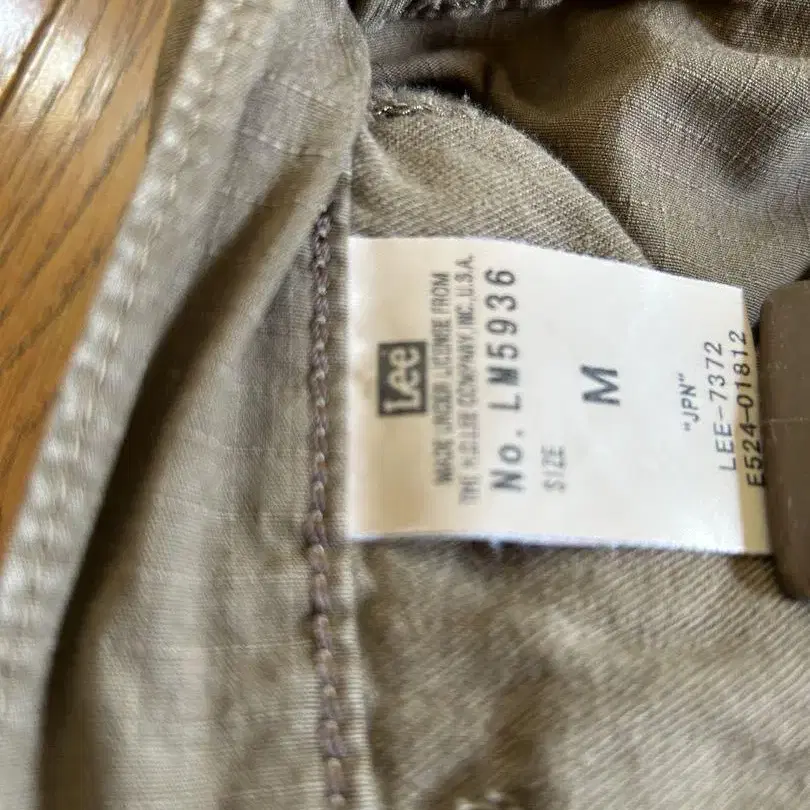 Lee
MADE UNDER LICENSE FROM
THE H.D.LEE COMPANY, INC. U.S.A.
No. LM5936
SIZE
M
"JPN"
LEE-7372
E524-01812